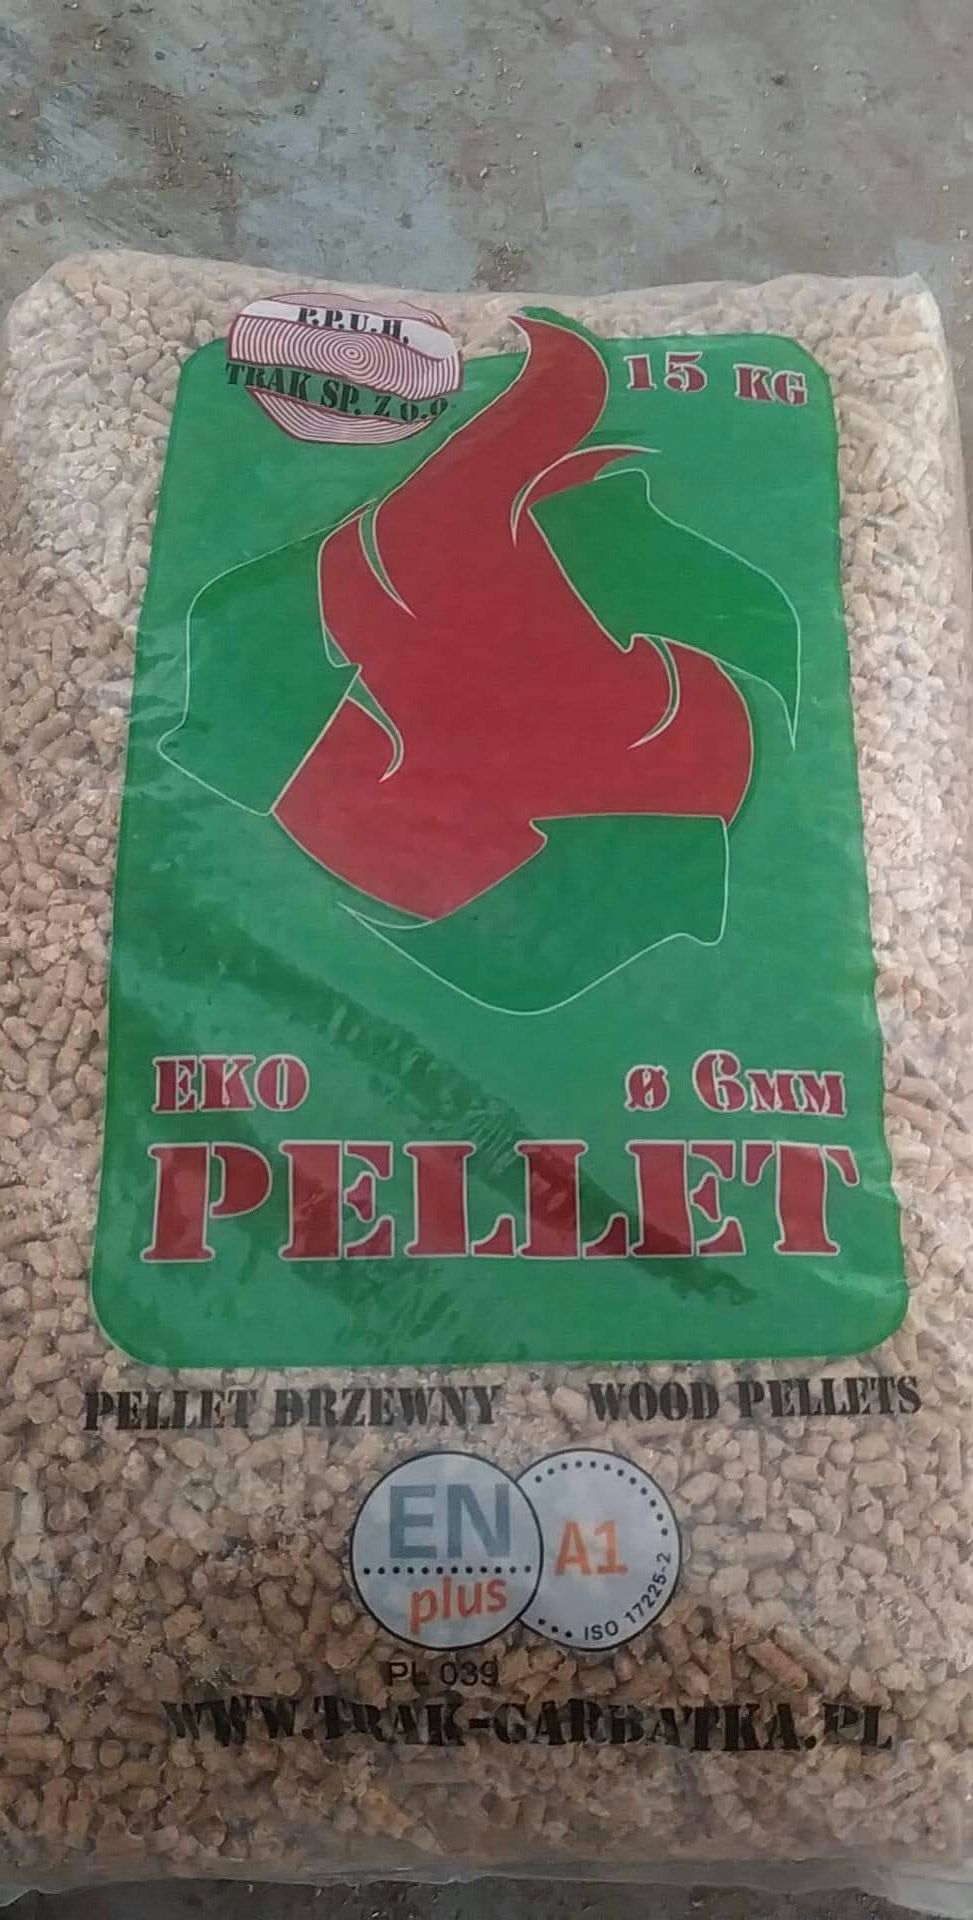 P.P.U.H.
TRAK SP. Z O.O.
15 KG
EKO
ø 6MM
PELLET
PELLET DRZEWNY
WOOD PELLETS
EN
plus
A1
ISO 17225-2
PL 039
WWW.TRAK-GARBATKA.PL